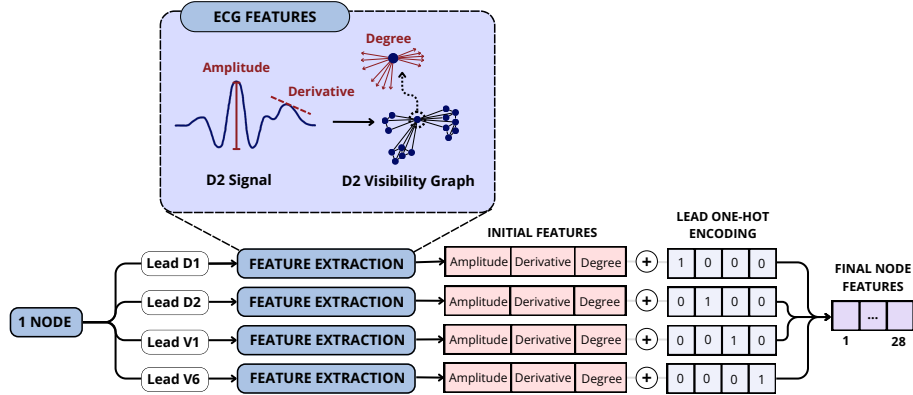 ECG FEATURES
Degree
Amplitude
Derivative
D2 Signal
D2 Visibility Graph
LEAD ONE-HOT
ENCODING
INITIAL FEATURES
FINAL NODE
FEATURES
1 NODE
Lead D1
FEATURE EXTRACTION
Amplitude Derivative Degree
+
1 0 0 0
Lead D2
FEATURE EXTRACTION
Amplitude Derivative Degree
+
0 1 0 0
Lead V1
FEATURE EXTRACTION
Amplitude Derivative Degree
+
0 0 1 0
Lead V6
FEATURE EXTRACTION
Amplitude Derivative Degree
+
0 0 0 1
...
1 28